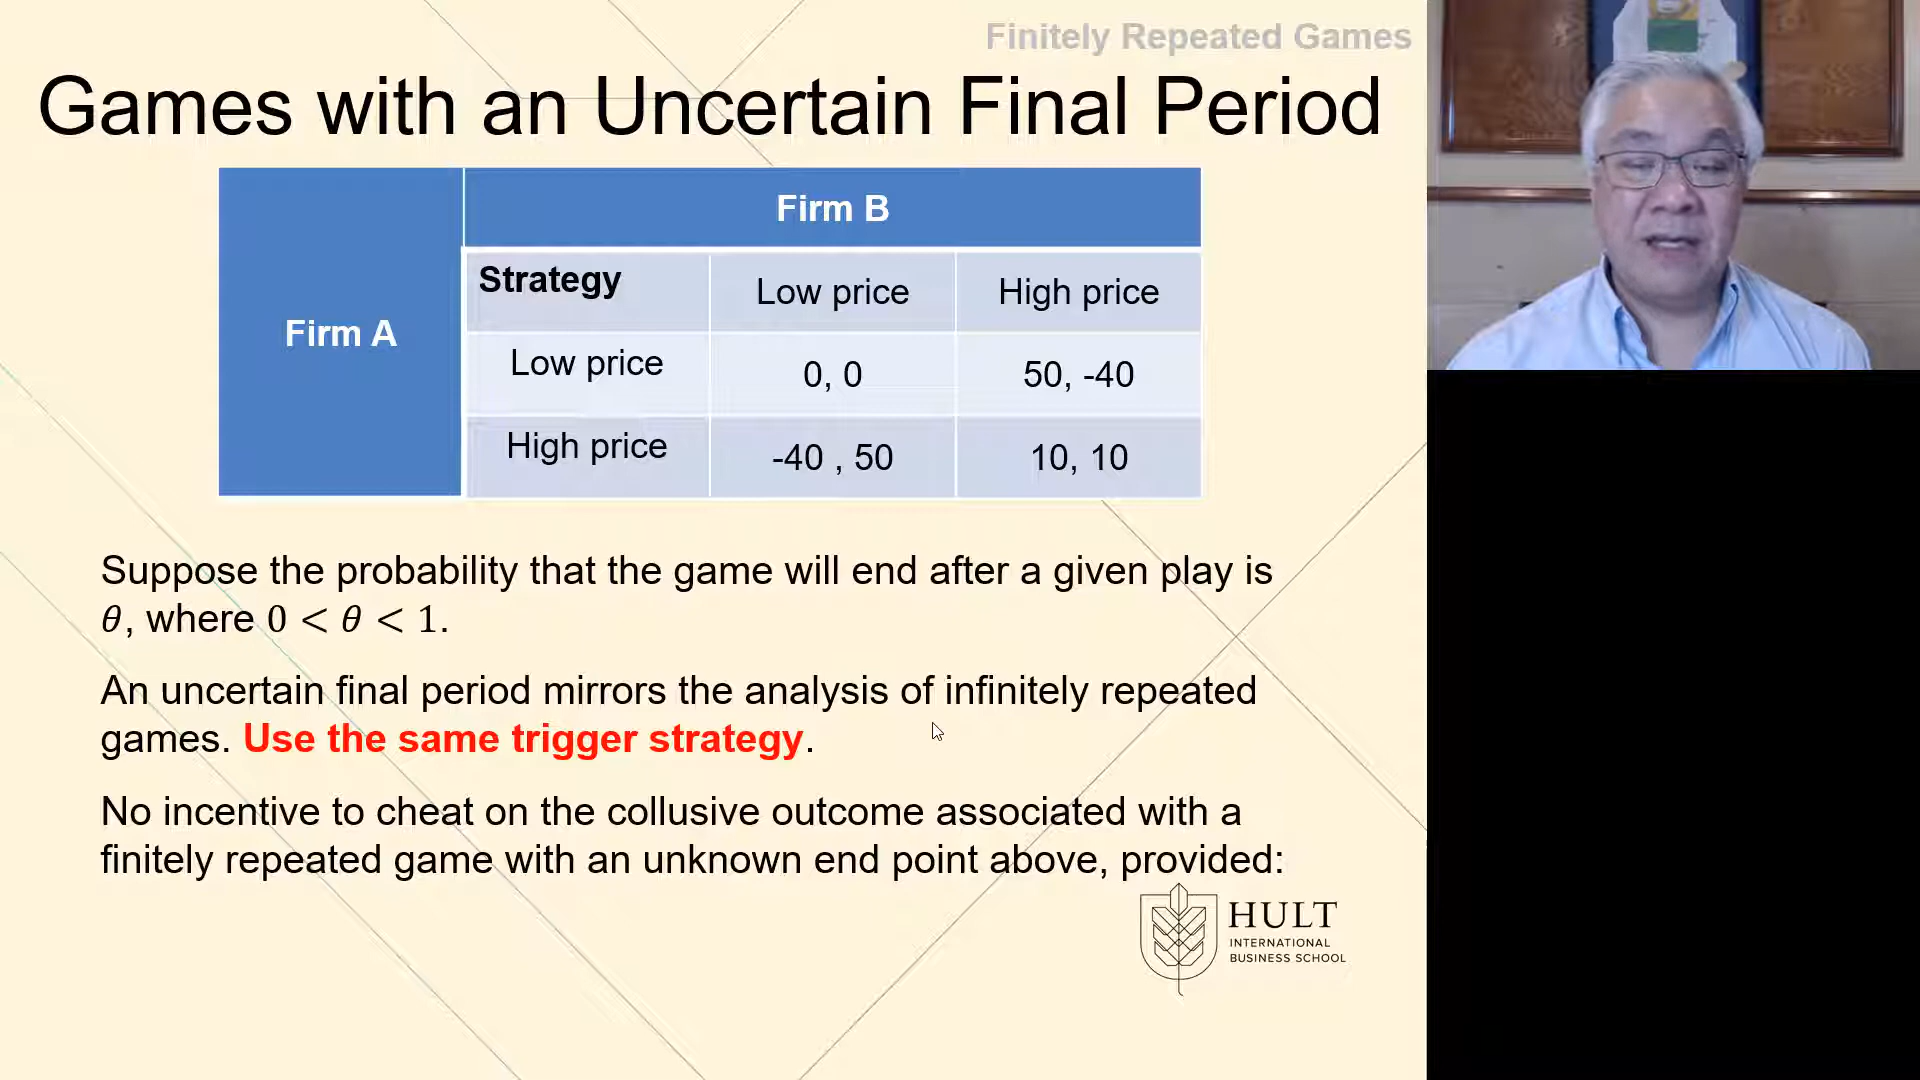 Finitely Repeated Games
Games with an Uncertain Final Period
Firm B
Firm A
Strategy
Low price
High price
Low price
0, 0
50, -40
High price
-40 , 50
10, 10
Suppose the probability that the game will end after a given play is
𝜃, where 0 < 𝜃 < 1.
An uncertain final period mirrors the analysis of infinitely repeated
games. Use the same trigger strategy.
No incentive to cheat on the collusive outcome associated with a
finitely repeated game with an unknown end point above, provided:
HULT
INTERNATIONAL
BUSINESS SCHOOL